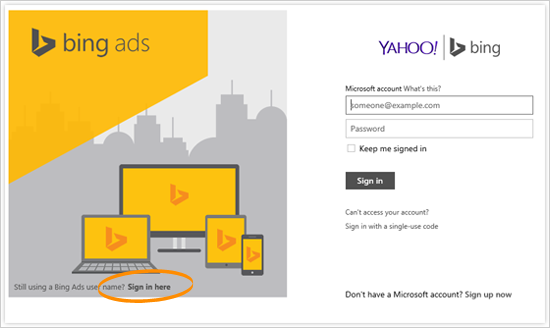 bing ads
Still using a Bing Ads user name? Sign in here
YAHOO! bing
Microsoft account What's this?
someone@example.com
Password
Keep me signed in
Sign in
Can't access your account?
Sign in with a single-use code
Don't have a Microsoft account? Sign up now